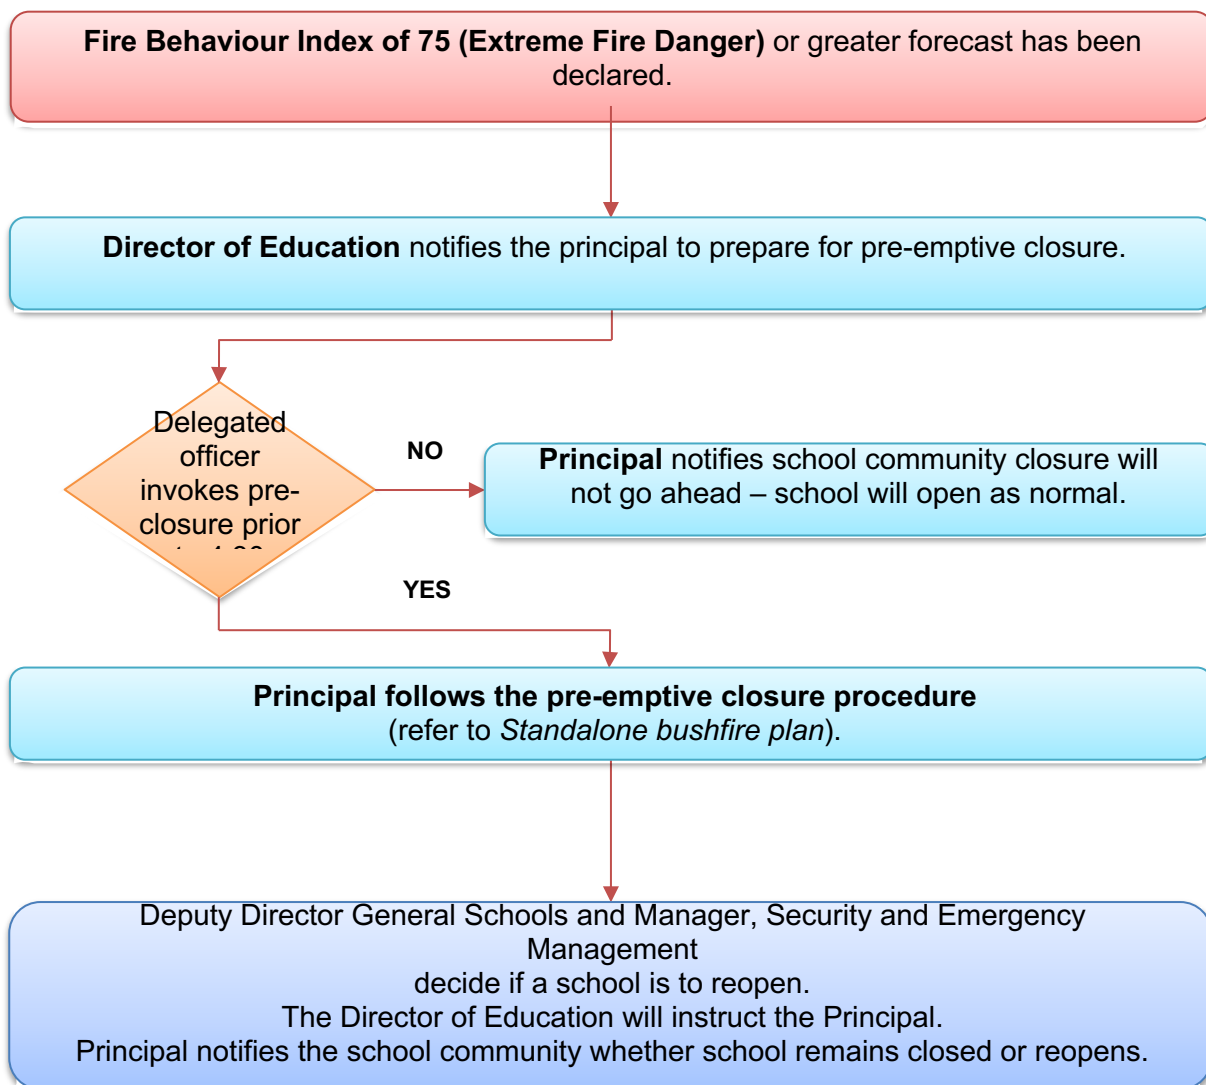 Fire Behaviour Index of 75 (Extreme Fire Danger) or greater forecast has been
declared.
Director of Education notifies the principal to prepare for pre-emptive closure.
Delegated
officer
invokes pre-
closure prior
NO
Principal notifies school community closure will
not go ahead – school will open as normal.
YES
Principal follows the pre-emptive closure procedure
(refer to Standalone bushfire plan).
Deputy Director General Schools and Manager, Security and Emergency
Management
decide if a school is to reopen.
The Director of Education will instruct the Principal.
Principal notifies the school community whether school remains closed or reopens.